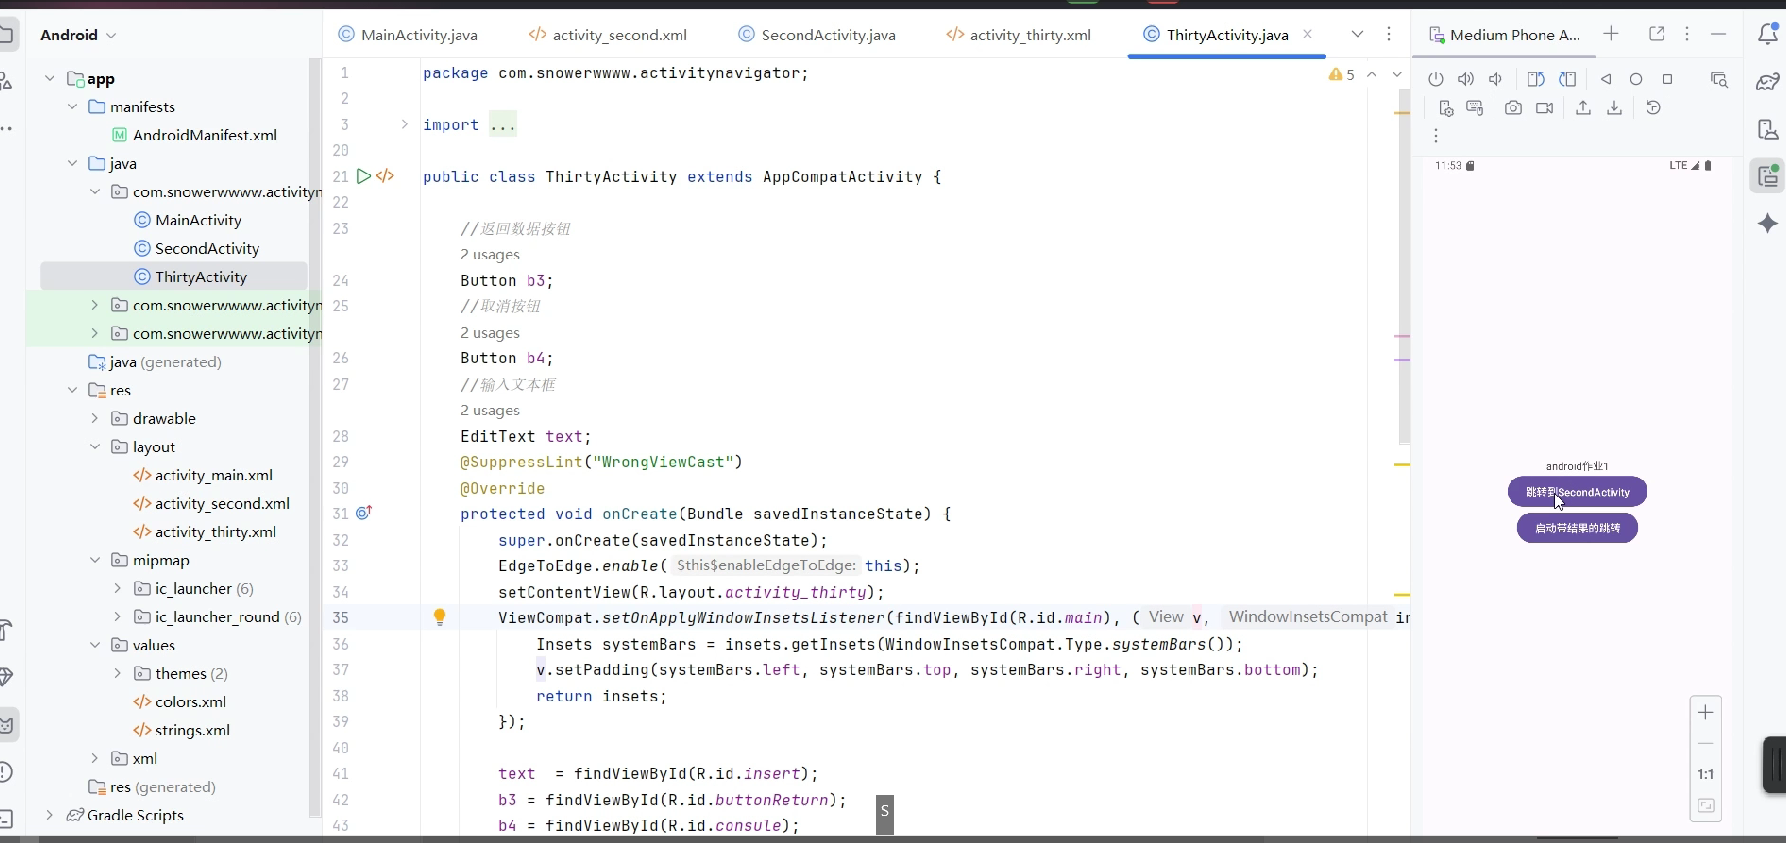 Android
MainActivity.java
activity_second.xml
SecondActivity.java
activity_thirty.xml
ThirtyActivity.java
Medium Phone A...
app
manifests
AndroidManifest.xml
java
com.snowerwwww.activityn
MainActivity
SecondActivity
ThirtyActivity
com.snowerwwww.activityn
com.snowerwwww.activityn
java (generated)
res
drawable
layout
activity_main.xml
activity_second.xml
activity_thirty.xml
mipmap
ic_launcher (6)
ic_launcher_round (6)
values
themes (2)
colors.xml
strings.xml
xml
res (generated)
Gradle Scripts
1 package com.snowerwwww.activitynavigator;
5
2
3 import ...
20
21 public class ThirtyActivity extends AppCompatActivity {
22
23 //返回数据按钮
2 usages
24 Button b3;
25 //取消按钮
2 usages
26 Button b4;
27 //输入文本框
2 usages
28 EditText text;
29 @SuppressLint("WrongViewCast")
30 @Override
31 protected void onCreate(Bundle savedInstanceState) {
32 super.onCreate(savedInstanceState);
33 EdgeToEdge.enable( $this$enableEdgeToEdge: this);
34 setContentView(R.layout.activity_thirty);
35 ViewCompat.setOnApplyWindowInsetsListener(findViewById(R.id.main), ( View v, WindowInsetsCompat in
36 Insets systemBars = insets.getInsets(WindowInsetsCompat.Type.systemBars());
37 v.setPadding(systemBars.left, systemBars.top, systemBars.right, systemBars.bottom);
38 return insets;
39 });
40
41 text = findViewById(R.id.insert);
42 b3 = findViewById(R.id.buttonReturn);
43 b4 = findViewById(R.id.consule);
S
11:53
LTE
android作业1
跳转到SecondActivity
启动带结果的跳转
1:1